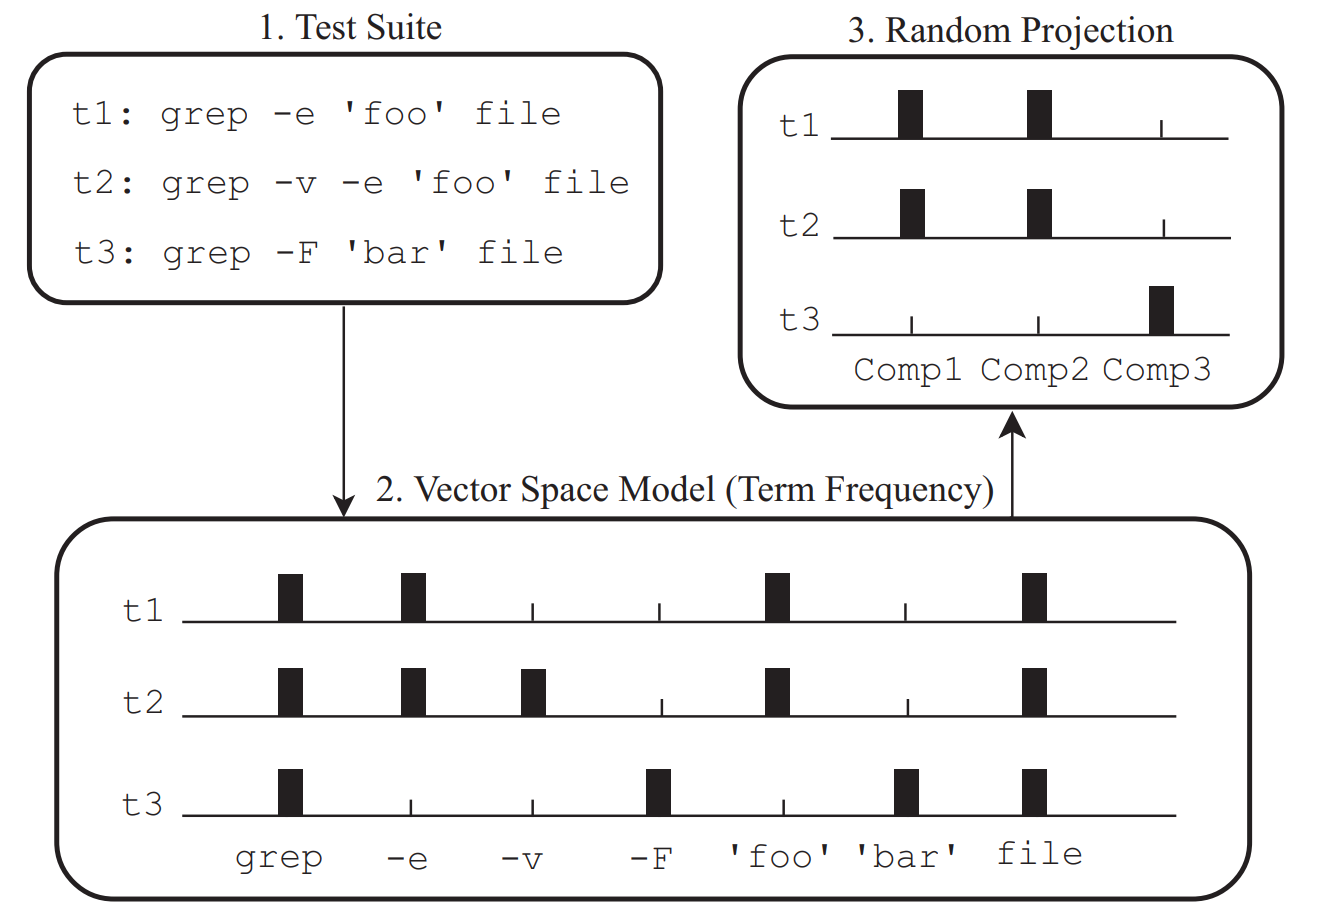 1. Test Suite
t1: grep -e 'foo' file
t2: grep -v -e 'foo' file
t3: grep -F 'bar' file
3. Random Projection
t1
t2
t3
Comp1 Comp2 Comp3
2. Vector Space Model (Term Frequency)
t1
t2
t3
grep -e -v -F 'foo' 'bar' file